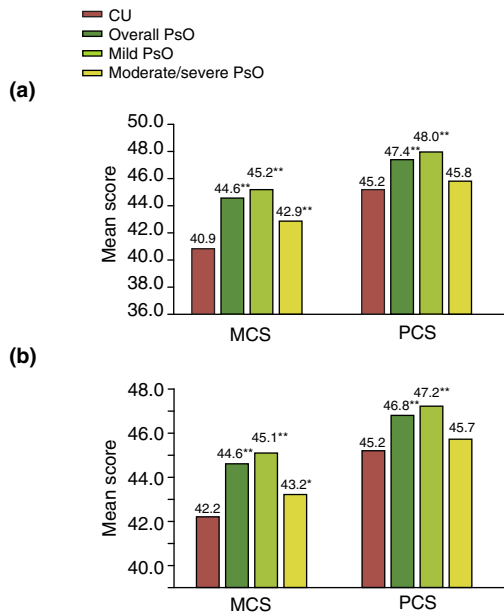 CU
Overall PsO
Mild PsO
Moderate/severe PsO
(a)
Mean score
50.0
48.0
46.0
44.0
42.0
40.0
38.0
36.0
40.9
44.6**
45.2**
42.9**
45.2
47.4**
48.0**
45.8
MCS
PCS
(b)
Mean score
48.0
46.0
44.0
42.0
40.0
42.2
44.6**
45.1**
43.2*
45.2
46.8**
47.2**
45.7
MCS
PCS